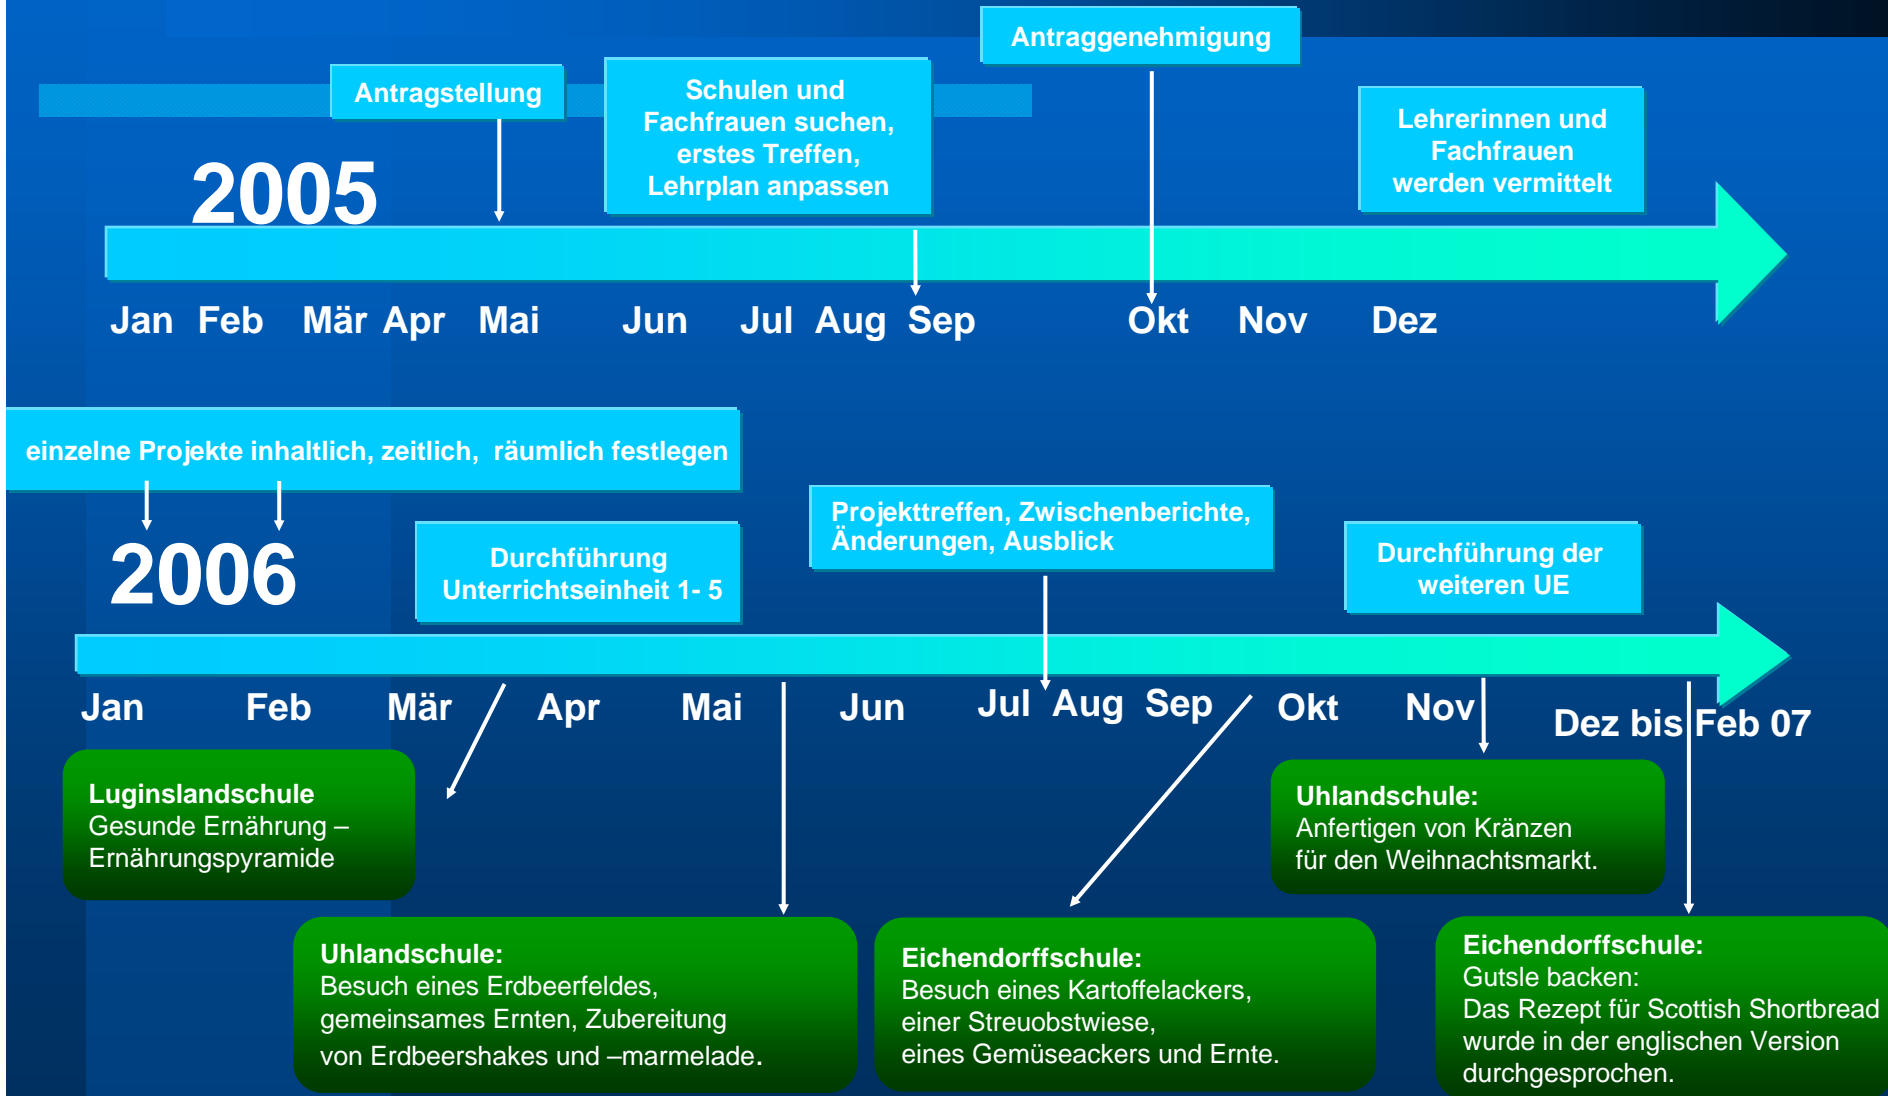 Antraggenehmigung
Antragstellung
Schulen und
Fachfrauen suchen,
erstes Treffen,
Lehrplan anpassen
Lehrerinnen und
Fachfrauen
werden vermittelt
2005
Jan Feb Mär Apr Mai Jun Jul Aug Sep Okt Nov Dez
einzelne Projekte inhaltlich, zeitlich, räumlich festlegen
2006
Durchführung
Unterrichtseinheit 1- 5
Projekttreffen, Zwischenberichte,
Änderungen, Ausblick
Durchführung der
weiteren UE
Jan Feb Mär Apr Mai Jun Jul Aug Sep Okt Nov Dez bis Feb 07
Luginslandschule
Gesunde Ernährung –
Ernährungspyramide
Uhlandschule:
Anfertigen von Kränzen
für den Weihnachtsmarkt.
Uhlandschule:
Besuch eines Erdbeerfeldes,
gemeinsames Ernten, Zubereitung
von Erdbeershakes und –marmelade.
Eichendorffschule:
Besuch eines Kartoffelackers,
einer Streuobstwiese,
eines Gemüseackers und Ernte.
Eichendorffschule:
Gutsle backen:
Das Rezept für Scottish Shortbread
wurde in der englischen Version
durchgesprochen.